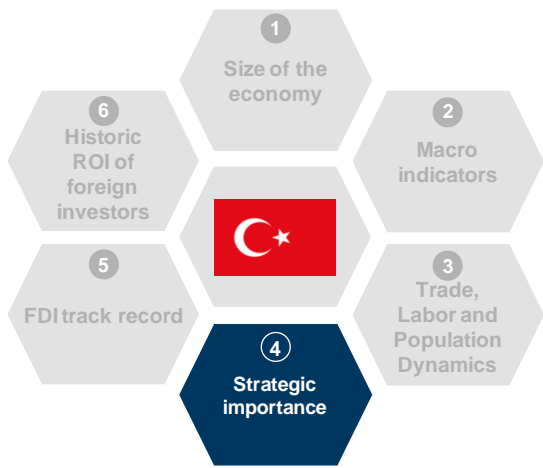 1
Size of the
economy
2
Macro
indicators
3
Trade,
Labor and
Population
Dynamics
4
Strategic
importance
5
FDI track record
6
Historic
ROI of
foreign
investors